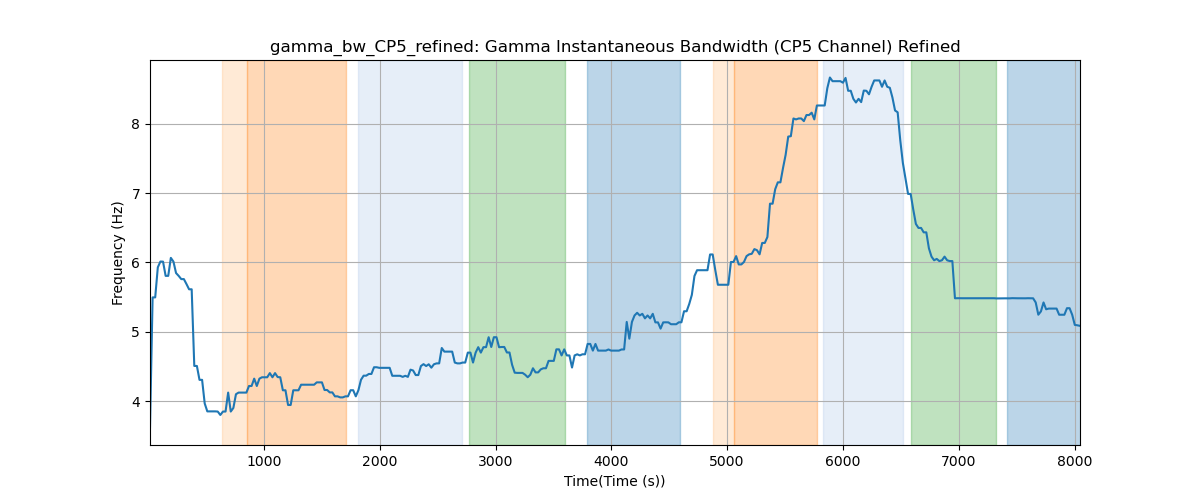 gamma_bw_CP5_refined: Gamma Instantaneous Bandwidth (CP5 Channel) Refined
Frequency (Hz)
8
7
6
5
4
1000 2000 3000 4000 5000 6000 7000 8000
Time(Time (s))